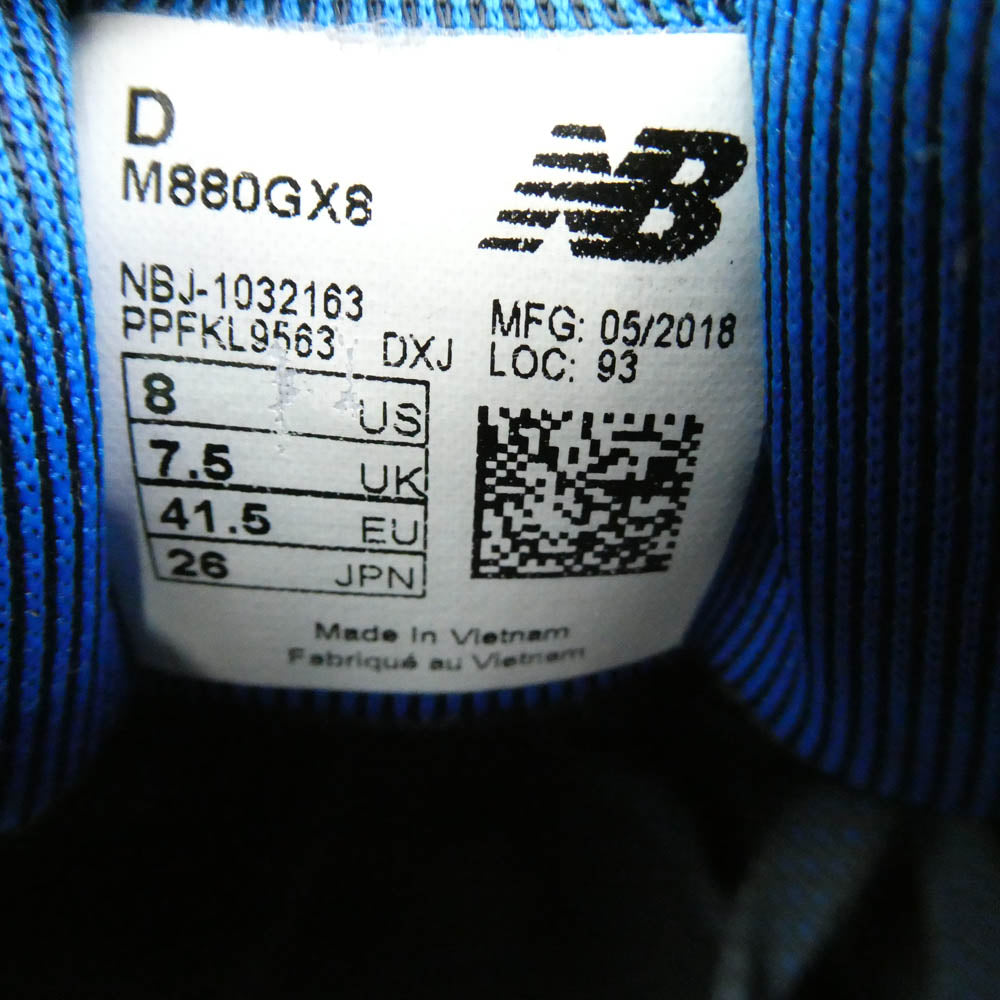 D
M880GX8
NB
NBJ-1032163
PPFKL9563 DXJ
MFG: 05/2018
LOC: 93
8 US
7.5 UK
41.5 EU
26 JPN
Made In Vietnam
Fabriqué au Vietnam